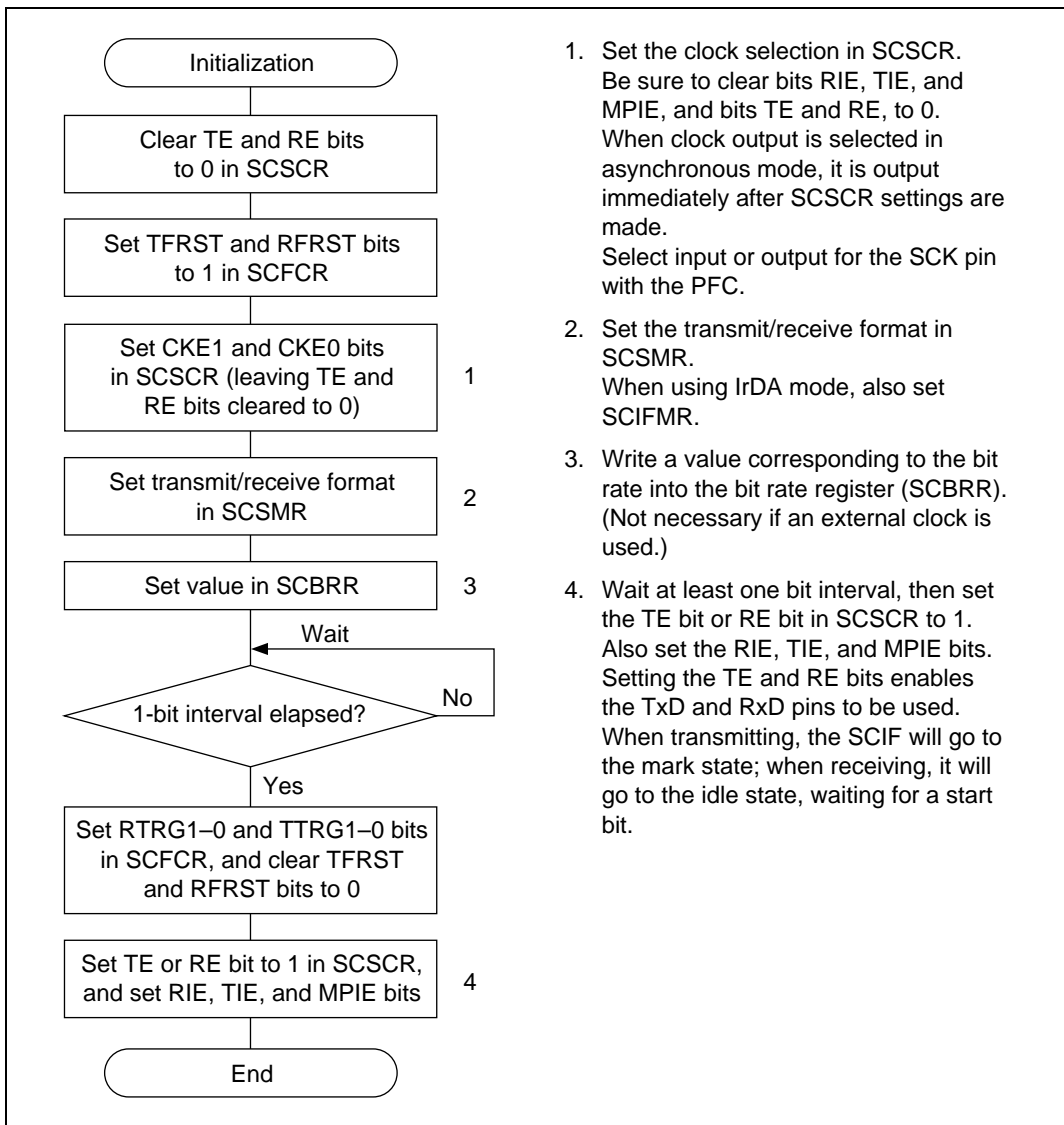 Initialization
Clear TE and RE bits
to 0 in SCSCR
Set TFRST and RFRST bits
to 1 in SCFCR
Set CKE1 and CKE0 bits
in SCSCR (leaving TE and
RE bits cleared to 0)
1
Set transmit/receive format
in SCSMR
2
Set value in SCBRR
3
Wait
1-bit interval elapsed?
No
Yes
Set RTRG1–0 and TTRG1–0 bits
in SCFCR, and clear TFRST
and RFRST bits to 0
Set TE or RE bit to 1 in SCSCR,
and set RIE, TIE, and MPIE bits
4
End
1. Set the clock selection in SCSCR.
Be sure to clear bits RIE, TIE, and
MPIE, and bits TE and RE, to 0.
When clock output is selected in
asynchronous mode, it is output
immediately after SCSCR settings are
made.
Select input or output for the SCK pin
with the PFC.
2. Set the transmit/receive format in
SCSMR.
When using IrDA mode, also set
SCIFMR.
3. Write a value corresponding to the bit
rate into the bit rate register (SCBRR).
(Not necessary if an external clock is
used.)
4. Wait at least one bit interval, then set
the TE bit or RE bit in SCSCR to 1.
Also set the RIE, TIE, and MPIE bits.
Setting the TE and RE bits enables
the TxD and RxD pins to be used.
When transmitting, the SCIF will go to
the mark state; when receiving, it will
go to the idle state, waiting for a start
bit.